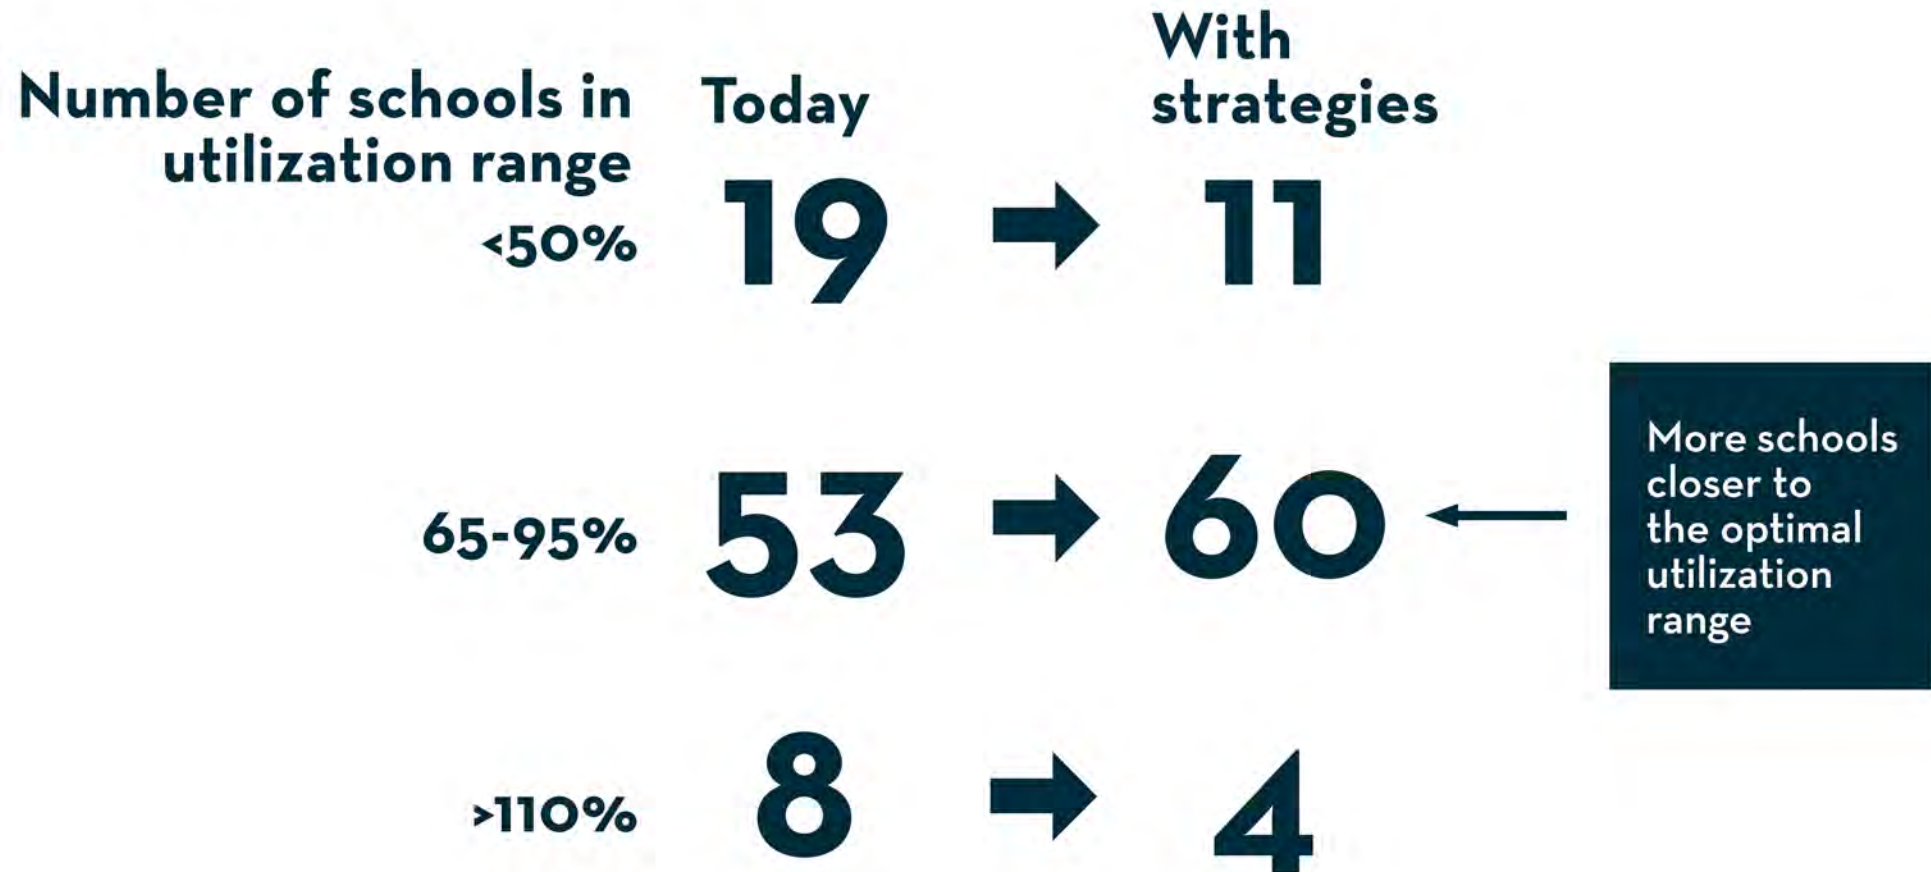 Number of schools in
utilization range
Today
With
strategies
<50%
19
11
65-95%
53
60
More schools
closer to
the optimal
utilization
range
>110%
8
4